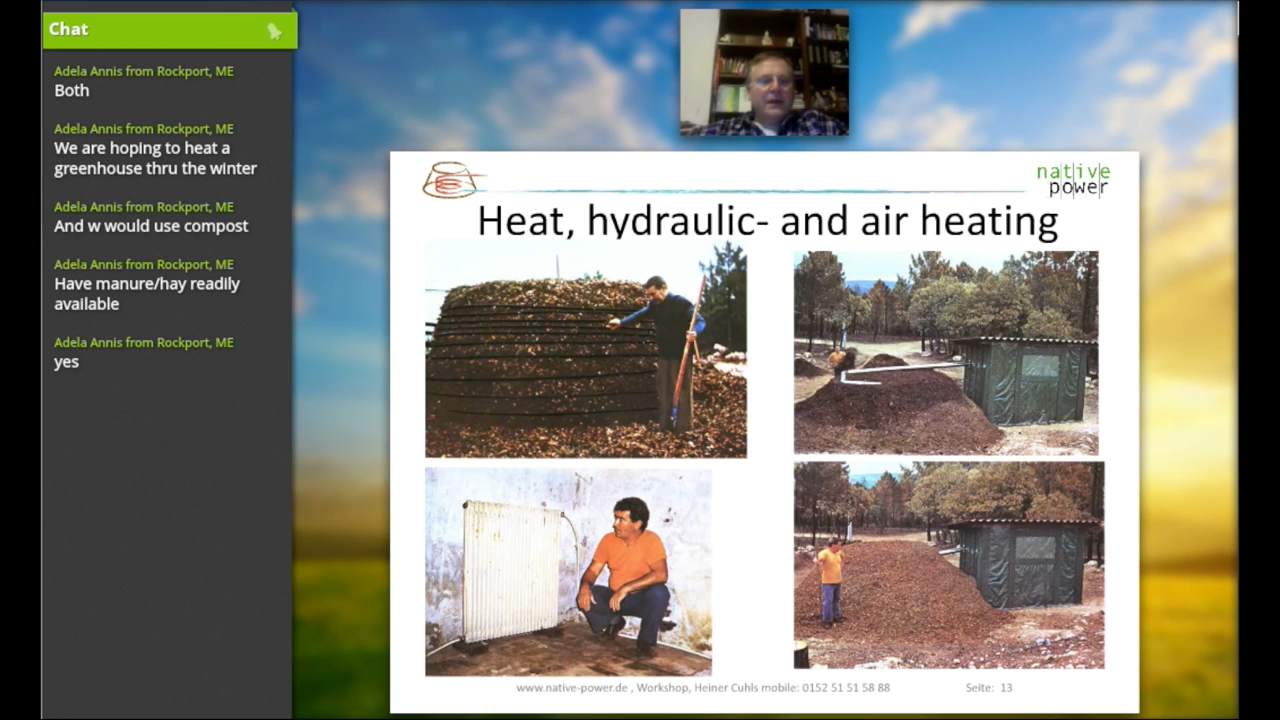 Chat
Adela Annis from Rockport, ME
Both
Adela Annis from Rockport, ME
We are hoping to heat a
greenhouse thru the winter
Adela Annis from Rockport, ME
And w would use compost
Adela Annis from Rockport, ME
Have manure/hay readily
available
Adela Annis from Rockport, ME
yes
native
power
Heat, hydraulic- and air heating
www.native-power.de , Workshop, Heiner Cuhls mobile: 0152 51 51 58 88
Seite: 13